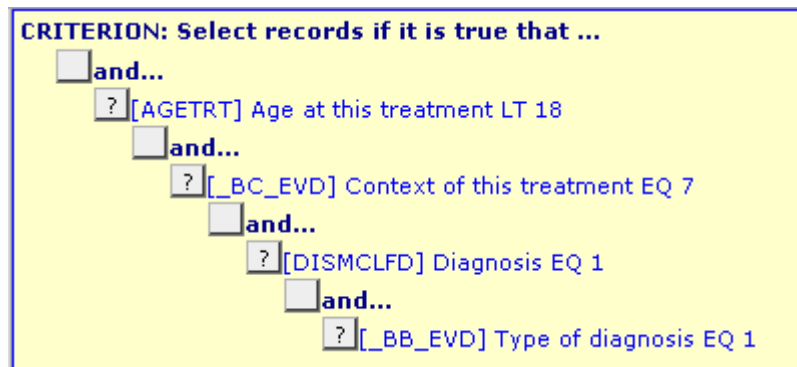 CRITERION: Select records if it is true that ...
and...
? [AGETRT] Age at this treatment LT 18
and...
? [_BC_EVD] Context of this treatment EQ 7
and...
? [DISMCLFD] Diagnosis EQ 1
and...
? [_BB_EVD] Type of diagnosis EQ 1